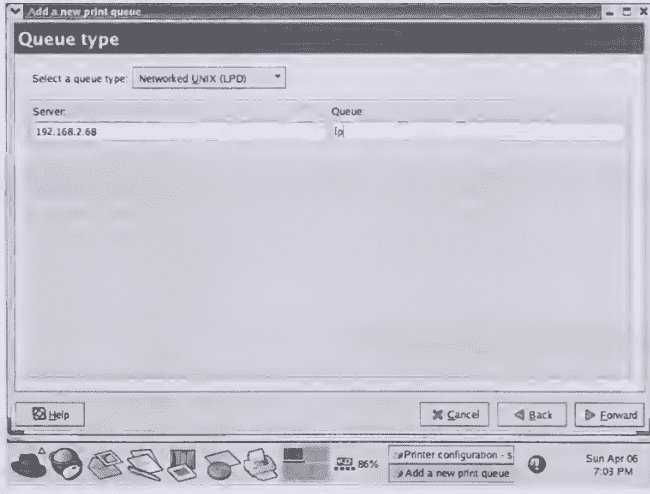 Add a new print queue
Queue type
Select a queue type: Networked UNIX (LPD)
Server: Queue:
192.168.2.68 lp
Help Cancel Back Forward
Printer configuration - s
86% Sun Apr 06
Add a new print queue 7:03 PM